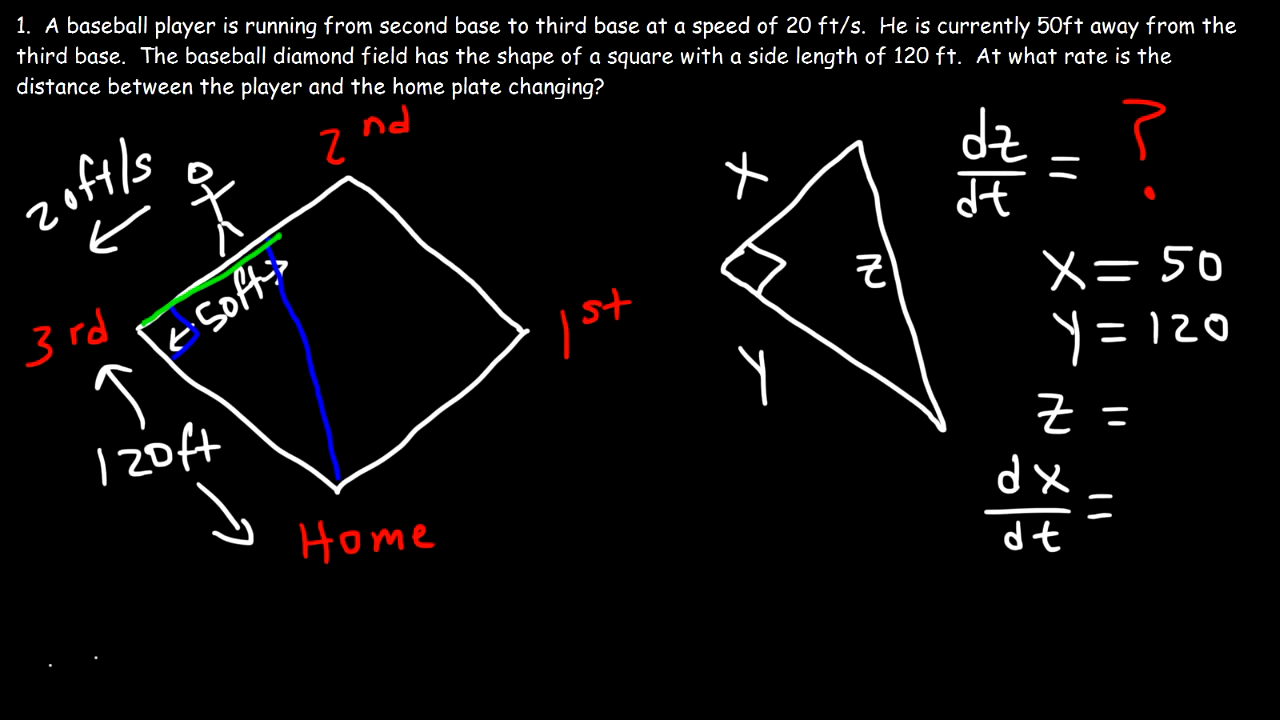 1. A baseball player is running from second base to third base at a speed of 20 ft/s. He is currently 50ft away from the
third base. The baseball diamond field has the shape of a square with a side length of 120 ft. At what rate is the
distance between the player and the home plate changing?
2nd
20ft/s
50ft
3rd
1st
120ft
Home
X
Z
Y
dz/dt = ?
X = 50
Y = 120
Z =
dx/dt =